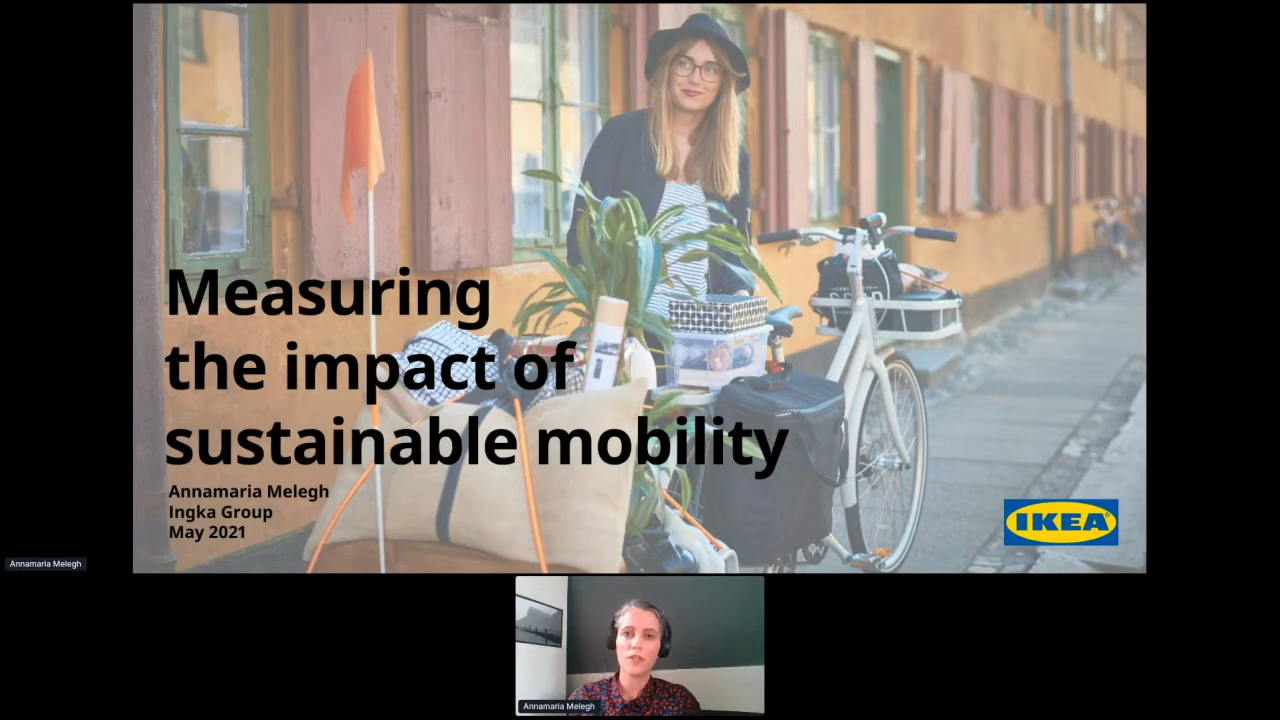 Measuring
the impact of
sustainable mobility
Annamaria Melegh
Ingka Group
May 2021
IKEA
Annamaria Melegh
Annamaria Melegh